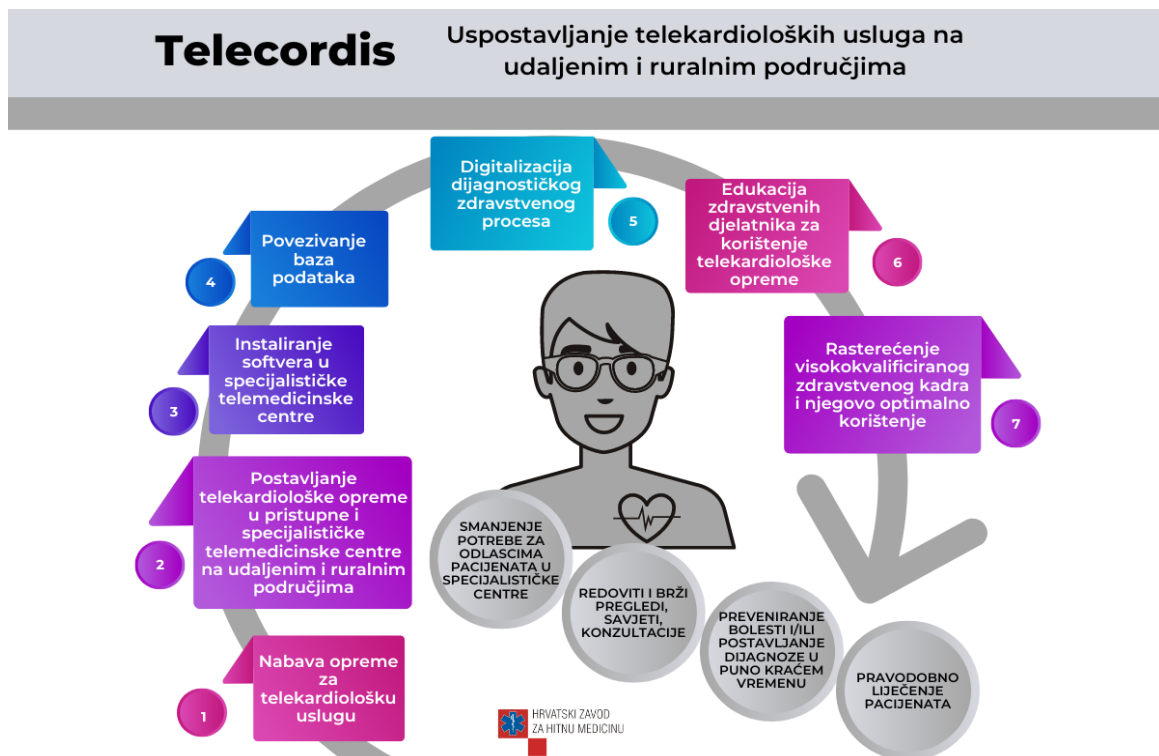 Telecordis
Uspostavljanje telekardioloških usluga na
udaljenim i ruralnim područjima
Nabava opreme
za
telekardiološku
uslugu
1
Postavljanje
telekardiološke opreme
u pristupne i
specijalističke
telemedicinske centre
na udaljenim i ruralnim
područjima
2
Instaliranje
softvera u
specijalističke
telemedicinske
centre
3
Povezivanje
baza
podataka
4
Digitalizacija
dijagnostičkog
zdravstvenog
procesa
5
Edukacija
zdravstvenih
djelatnika za
korištenje
telekardiološke
opreme
6
Rasterećenje
visokokvalificiranog
zdravstvenog kadra
i njegovo optimalno
korištenje
7
SMANJENJE
POTREBE ZA
ODLASCIMA
PACIJENATA U
SPECIJALISTIČKE
CENTRE
REDOVITI I BRŽI
PREGLEDI,
SAVJETI,
KONZULTACIJE
PREVENIRANJE
BOLESTI I/ILI
POSTAVLJANJE
DIJAGNOZE U
PUNO KRAĆEM
VREMENU
PRAVODOBNO
LIJEČENJE
PACIJENATA
HRVATSKI ZAVOD
ZA HITNU MEDICINU